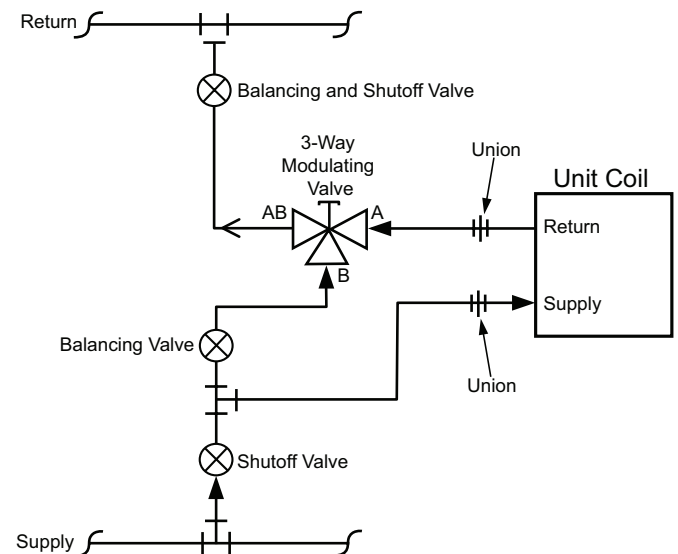 Return
Balancing and Shutoff Valve
3-Way
Modulating
Valve
Union
Unit Coil
AB
A
Return
B
Supply
Balancing Valve
Union
Shutoff Valve
Supply